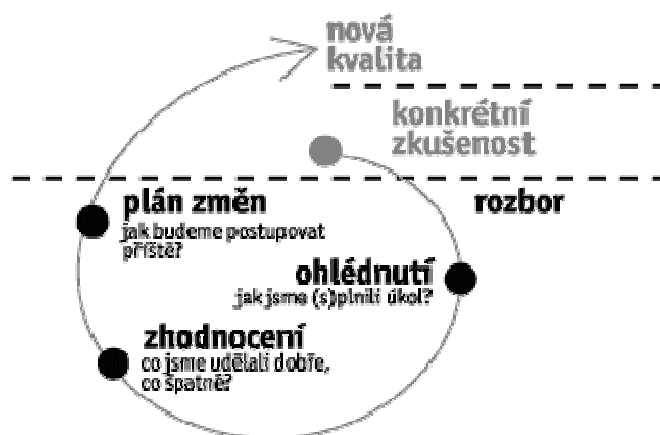 nová
kvalita
konkrétní
zkušenost
plán změn
jak budeme postupovat
příště?
rozbor
ohlédnutí
jak jsme (s)plnili úkol?
zhodnocení
co jsme udělali dobře,
co špatně?